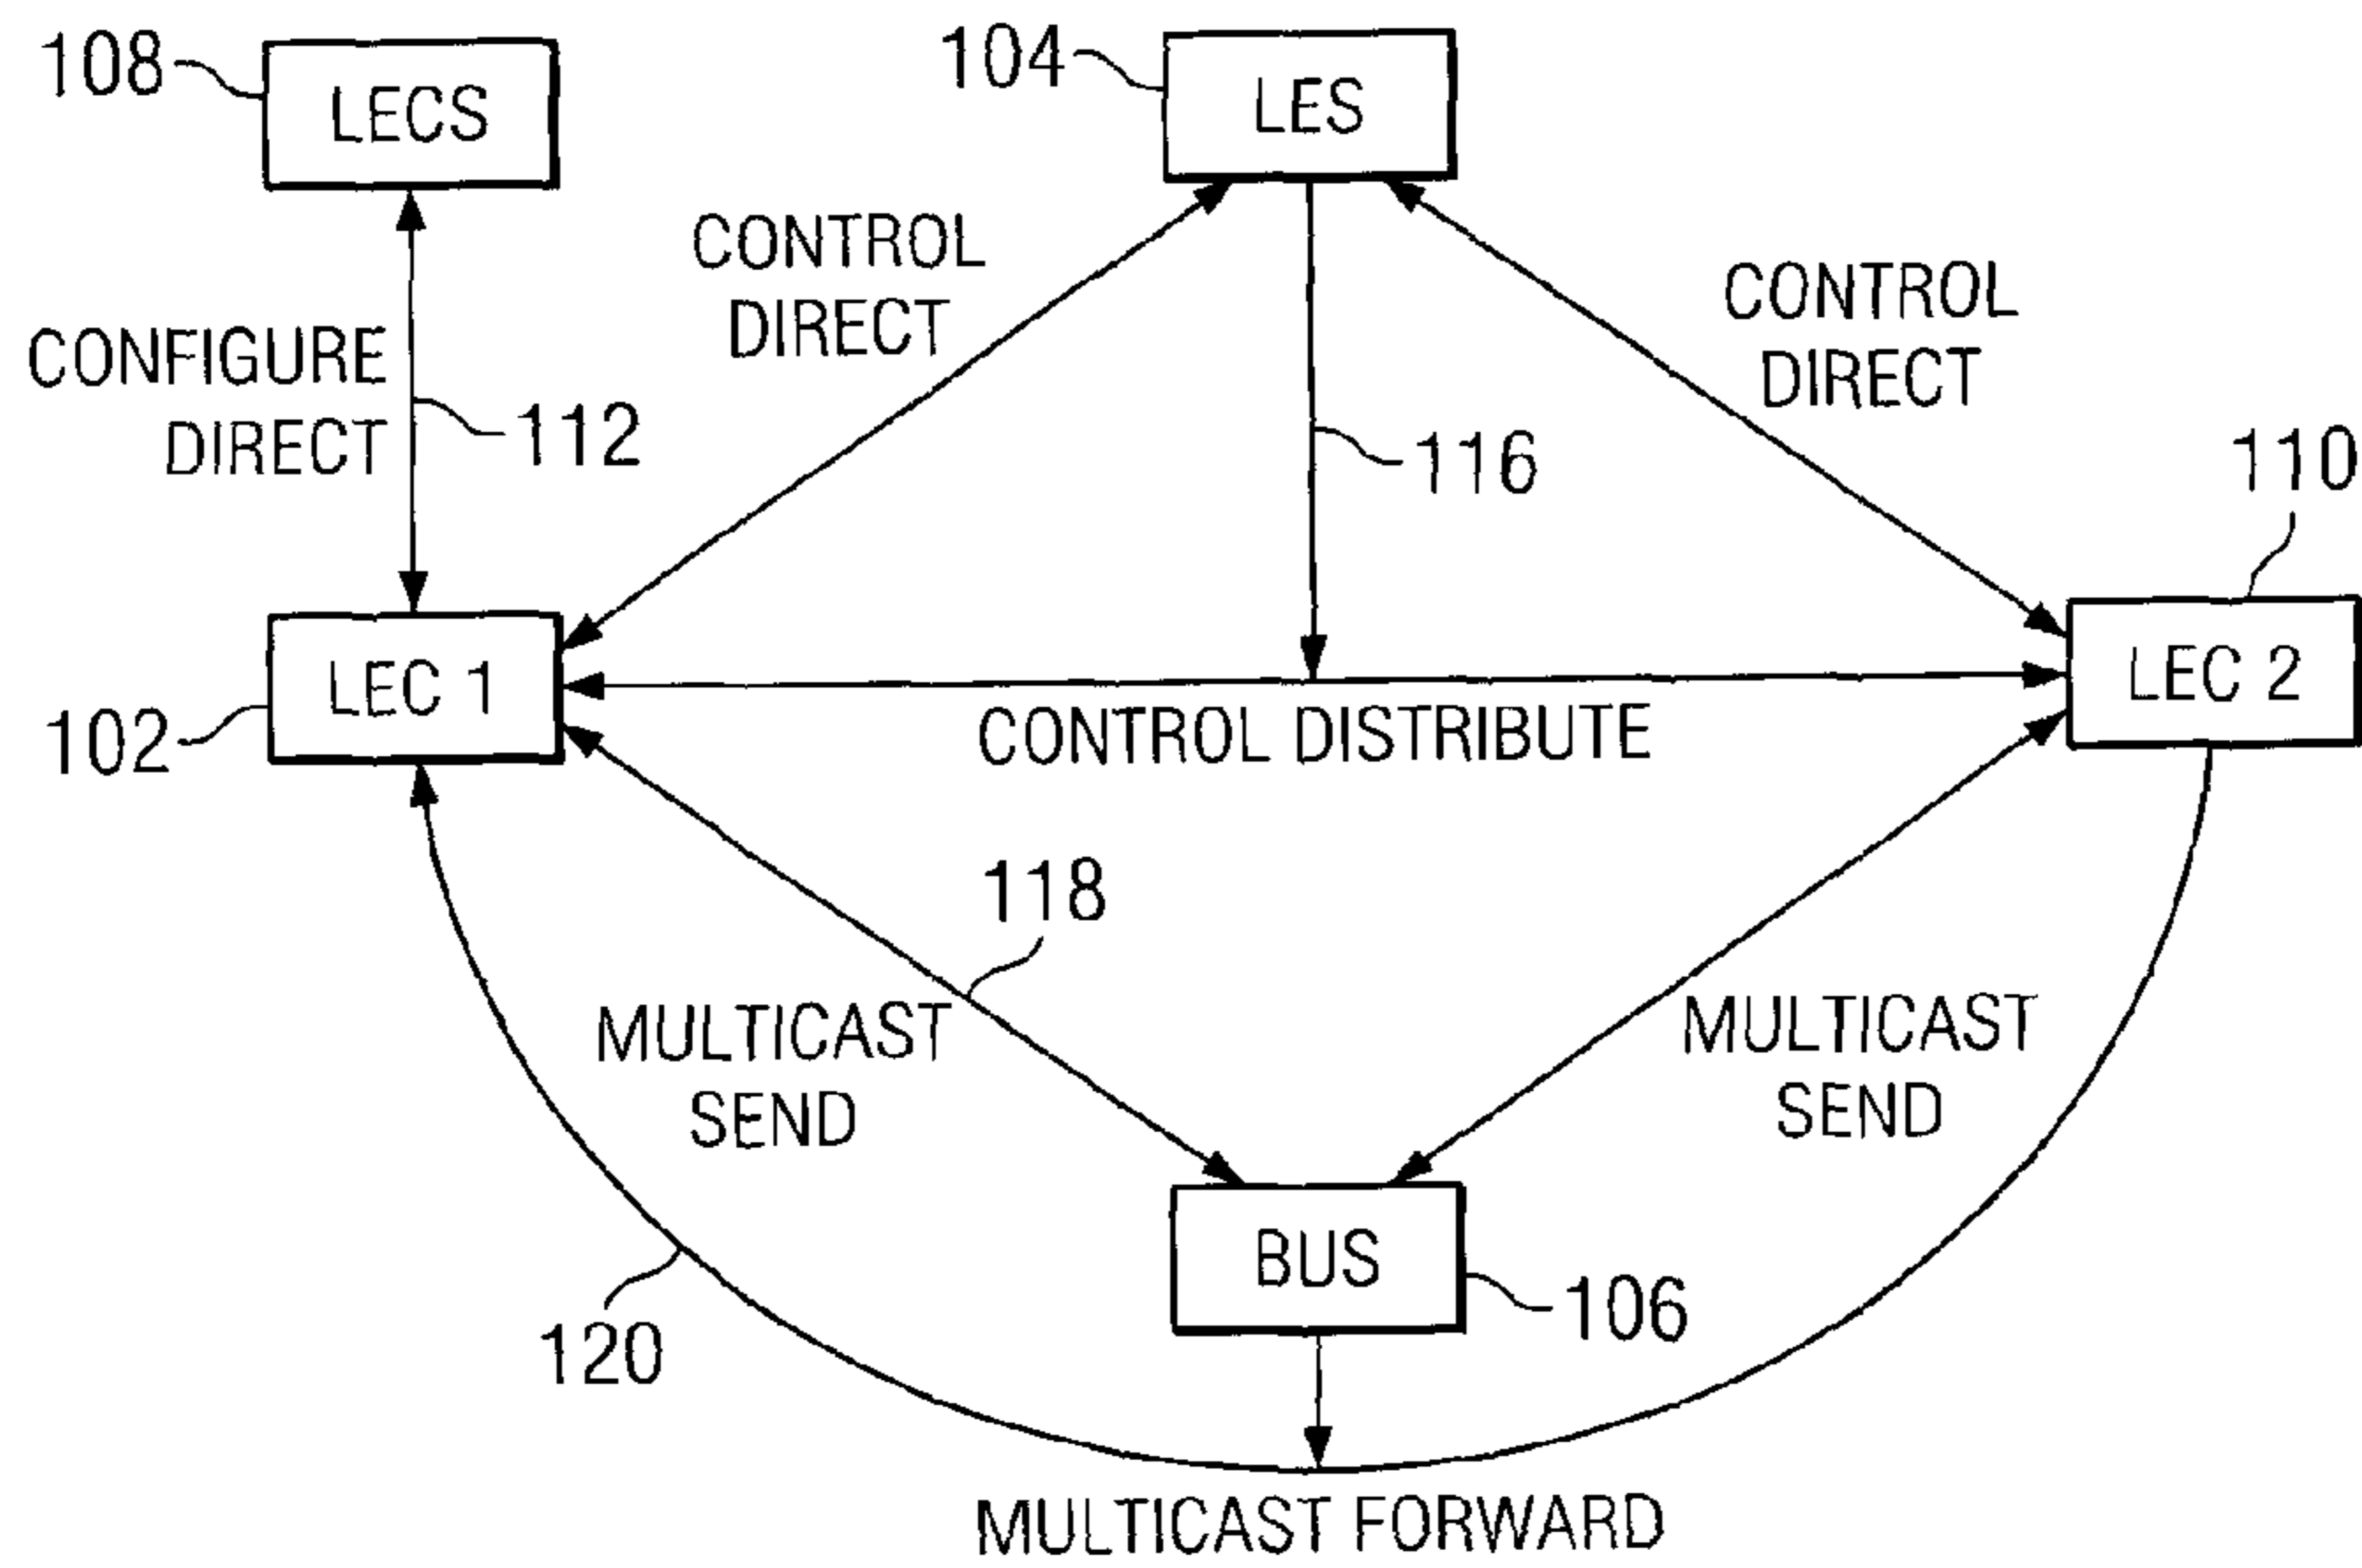 108
LECS
104
LES
CONTROL
DIRECT
CONTROL
DIRECT
CONFIGURE
DIRECT
112
116
110
LEC 1
LEC 2
102
CONTROL DISTRIBUTE
118
MULTICAST
SEND
MULTICAST
SEND
BUS
106
120
MULTICAST FORWARD